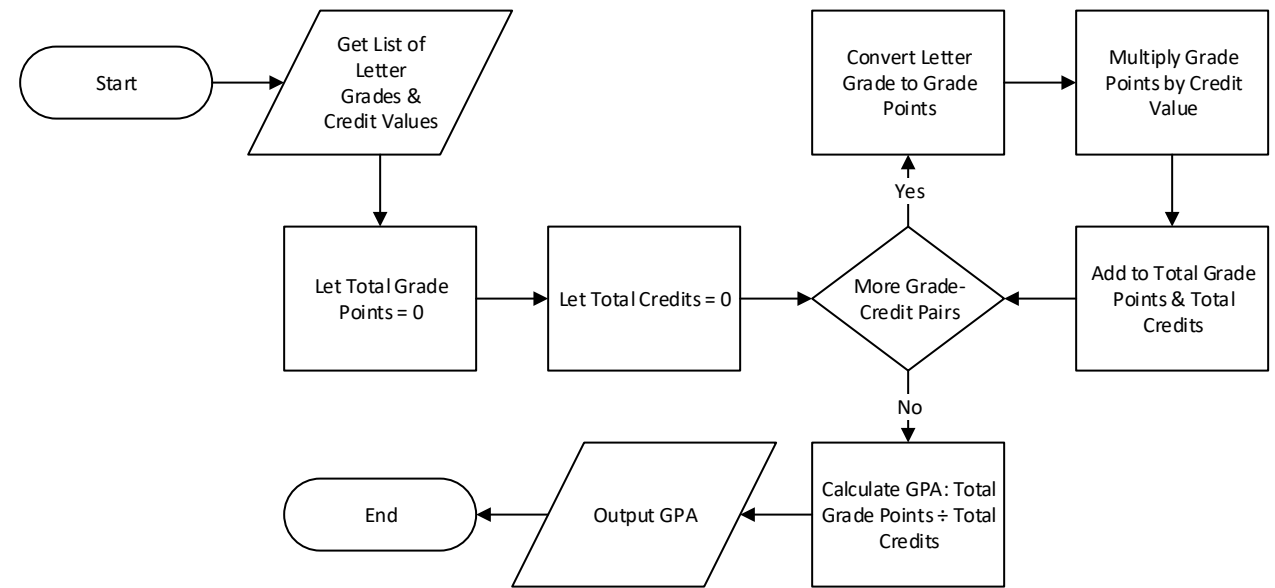 Start
Get List of
Letter
Grades &
Credit Values
Let Total Grade
Points = 0
Let Total Credits = 0
More Grade-
Credit Pairs
Yes
Convert Letter
Grade to Grade
Points
Multiply Grade
Points by Credit
Value
Add to Total Grade
Points & Total
Credits
No
Calculate GPA: Total
Grade Points ÷ Total
Credits
Output GPA
End